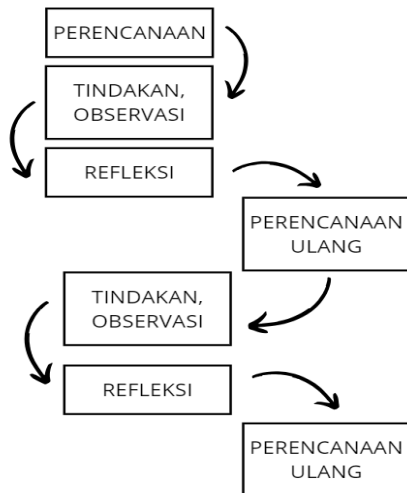 PERENCANAAN
TINDAKAN,
OBSERVASI
REFLEKSI
PERENCANAAN
ULANG
TINDAKAN,
OBSERVASI
REFLEKSI
PERENCANAAN
ULANG